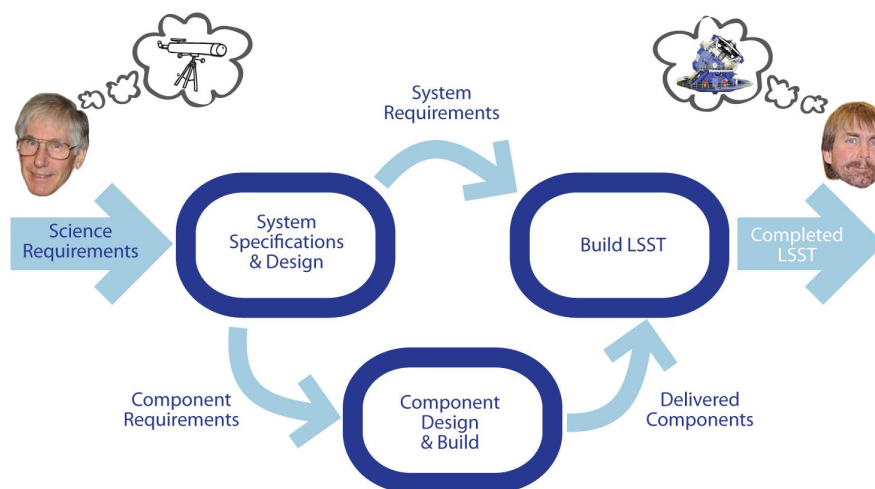 System
Requirements
Science
Requirements
System
Specifications
& Design
Build LSST
Completed
LSST
Component
Requirements
Component
Design
& Build
Delivered
Components